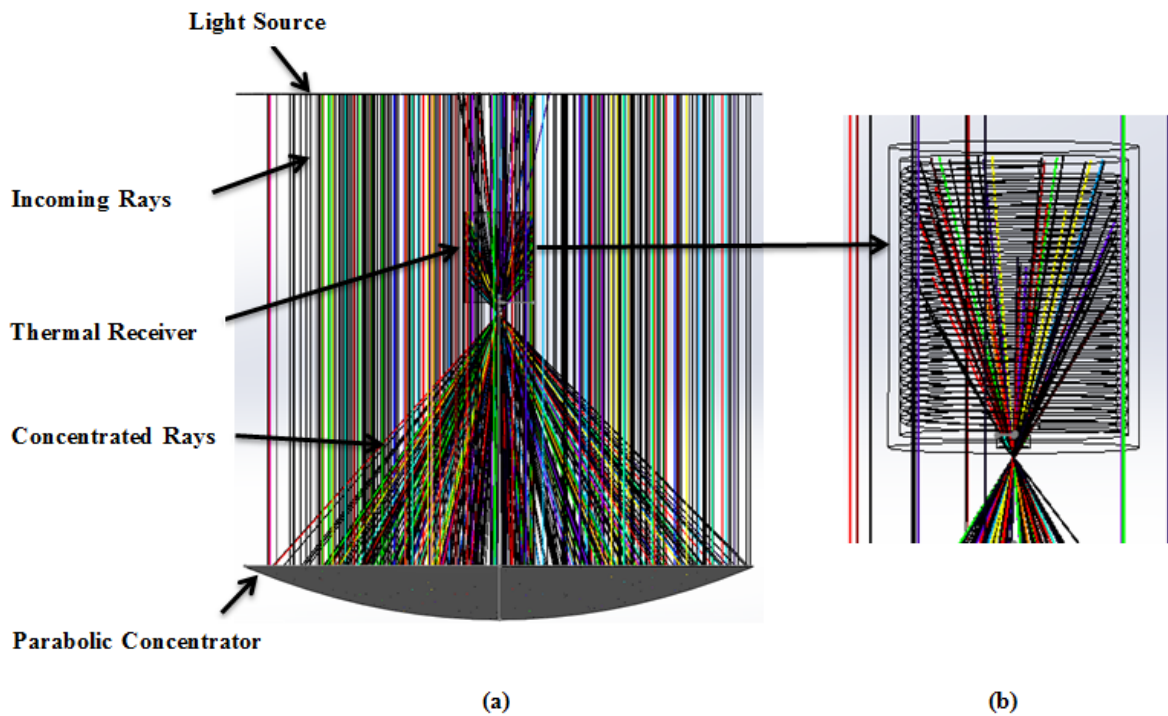 Light Source
Incoming Rays
Thermal Receiver
Concentrated Rays
Parabolic Concentrator
(a)
(b)